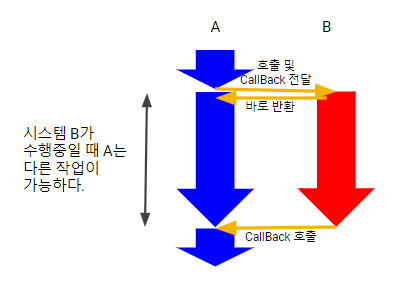 A
B
호출 및
CallBack 전달
바로 반환
시스템 B가
수행중일 때 A는
다른 작업이
가능하다.
CallBack 호출